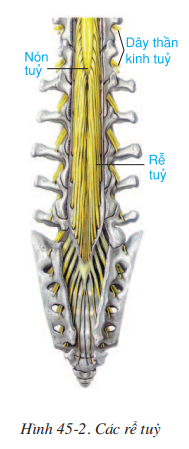 Dây thần
kinh tuỷ
Nón
tuỷ
Rễ
tuỷ
Hình 45-2. Các rễ tuỷ